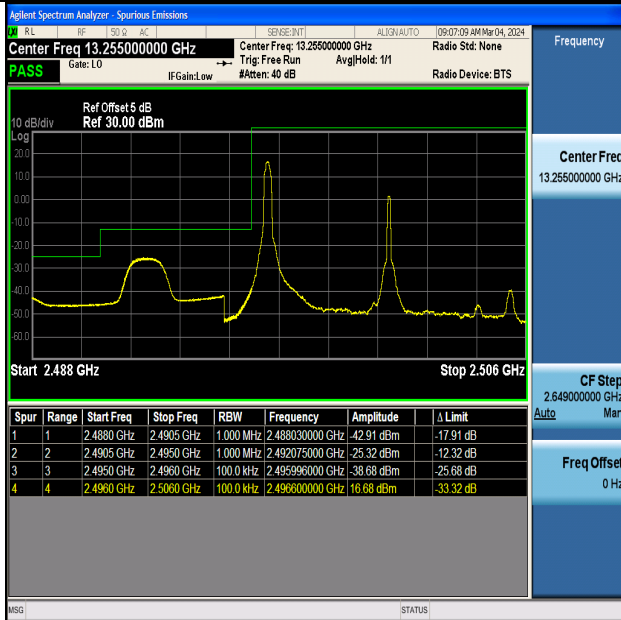 Agilent Spectrum Analyzer - Spurious Emissions
RL RF 50 Ω AC SENSE:INT ALIGN AUTO 09:07:09 AM Mar 04, 2024
Center Freq 13.255000000 GHz
Center Freq: 13.255000000 GHz
Radio Std: None
PASS
Gate: LO
IFGain:Low
Trig: Free Run Avg|Hold: 1/1
#Atten: 40 dB
Radio Device: BTS
Ref Offset 5 dB
10 dB/div Ref 30.00 dBm
Log
20.0
10.0
0.00
-10.0
-20.0
-30.0
-40.0
-50.0
-60.0
Start 2.488 GHz Stop 2.506 GHz
Spur Range Start Freq Stop Freq RBW Frequency Amplitude Δ Limit
1 1 2.4880 GHz 2.4905 GHz 1.000 MHz 2.488030000 GHz -42.91 dBm -17.91 dB
2 2 2.4905 GHz 2.4950 GHz 1.000 MHz 2.492075000 GHz -25.32 dBm -12.32 dB
3 3 2.4950 GHz 2.4960 GHz 100.0 kHz 2.495996000 GHz -38.68 dBm -25.68 dB
4 4 2.4960 GHz 2.5060 GHz 100.0 kHz 2.496600000 GHz 16.68 dBm -33.32 dB
MSG STATUS
Frequency
Center Freq
13.255000000 GHz
CF Step
2.649000000 GHz
Auto Man
Freq Offset
0 Hz